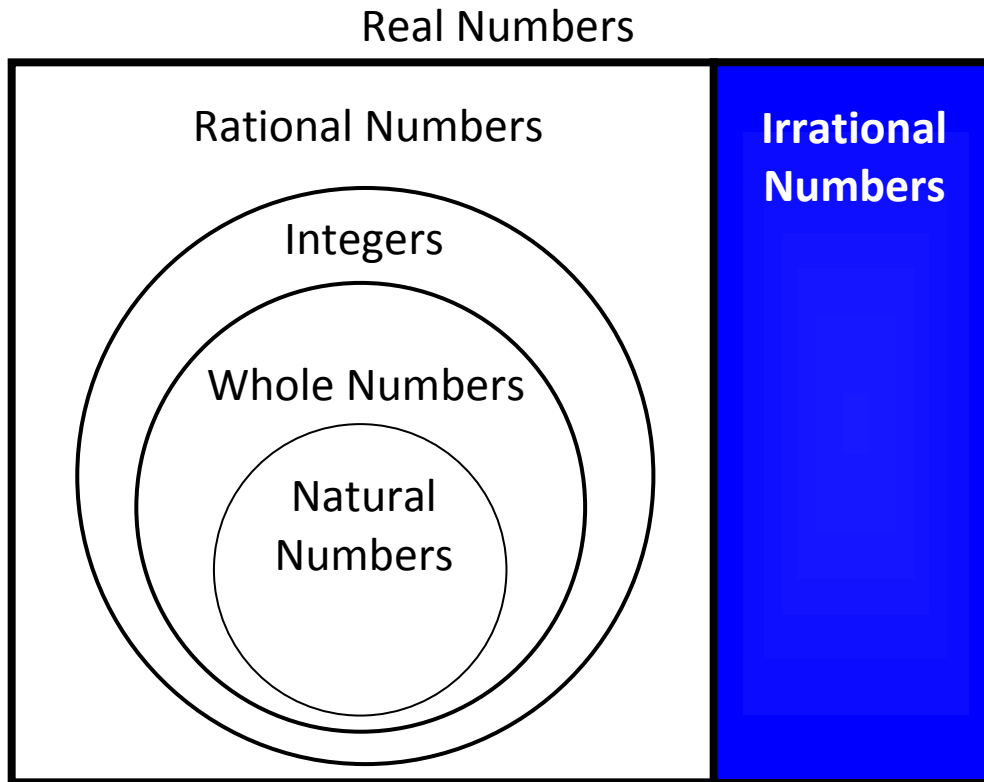 Real Numbers
Rational Numbers
Irrational
Numbers
Integers
Whole Numbers
Natural
Numbers